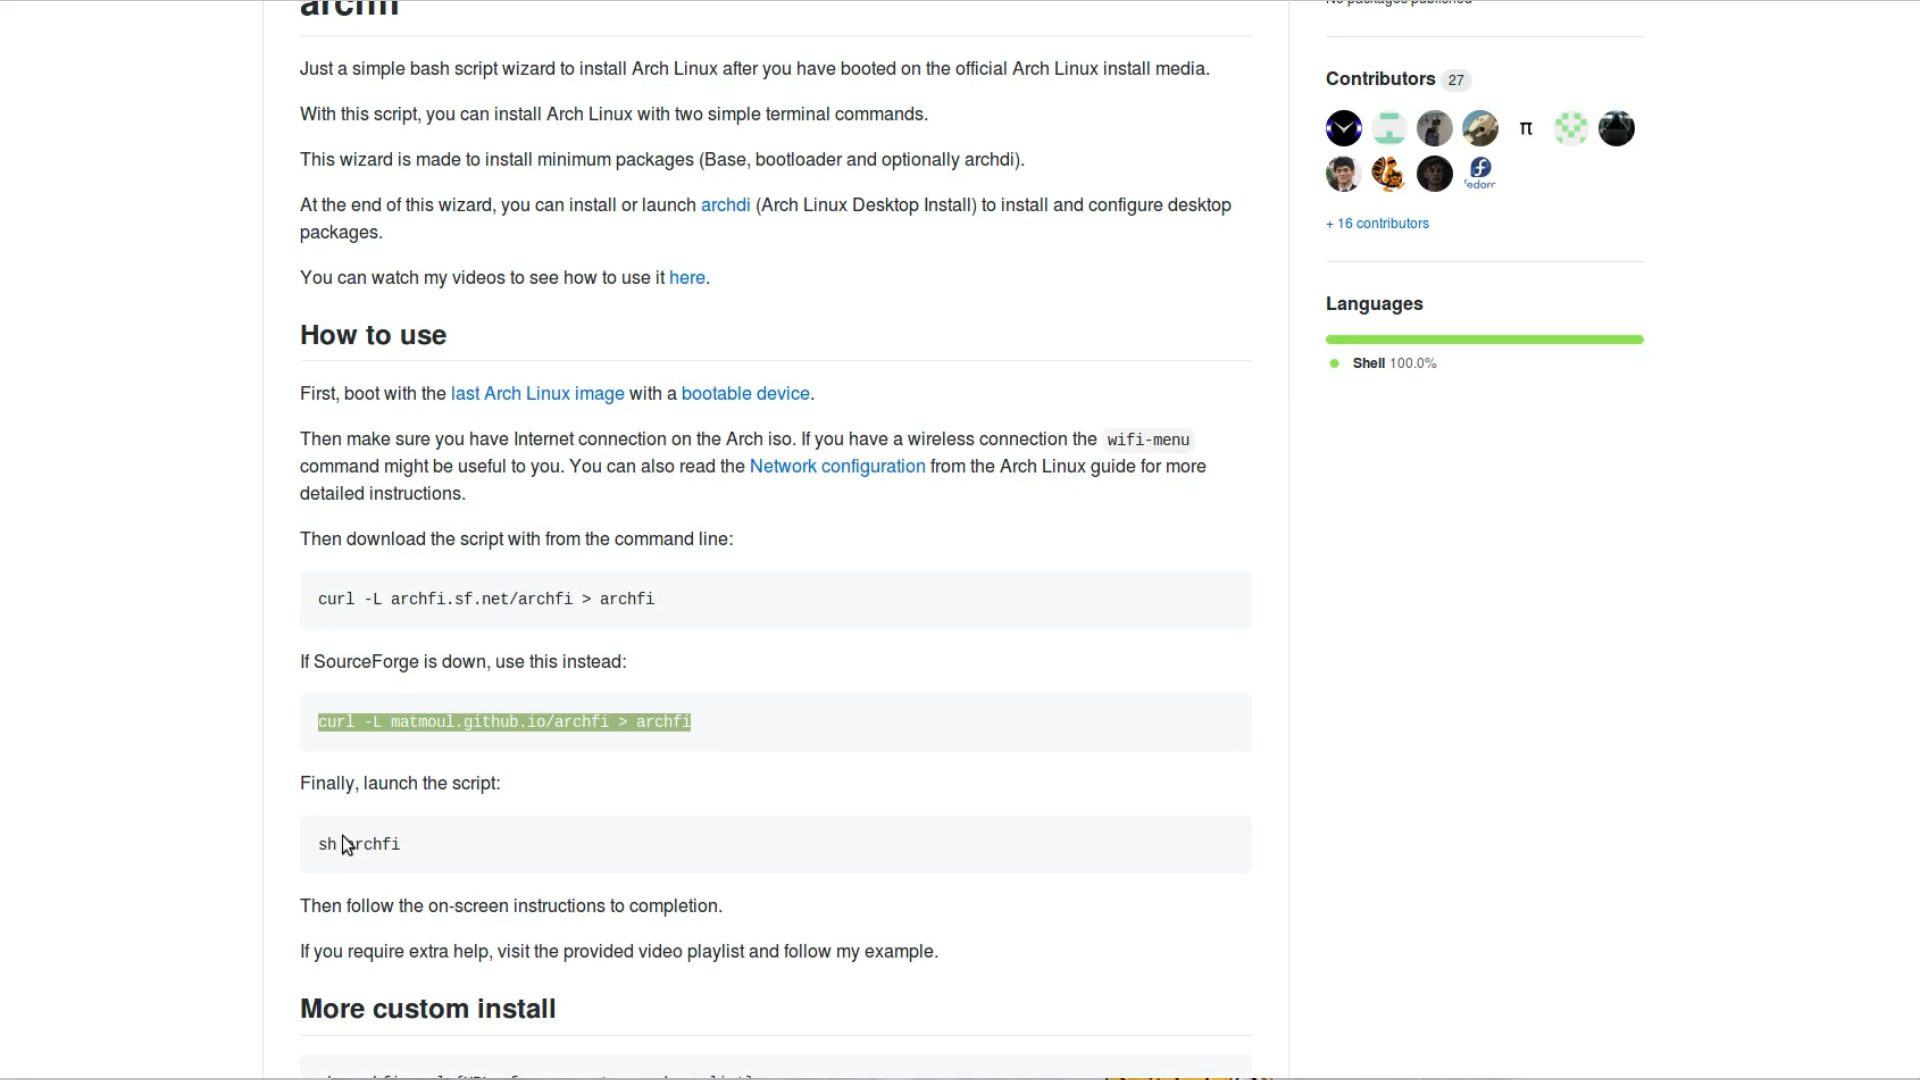 archfi
No packages published
Just a simple bash script wizard to install Arch Linux after you have booted on the official Arch Linux install media.
With this script, you can install Arch Linux with two simple terminal commands.
This wizard is made to install minimum packages (Base, bootloader and optionally archdi).
At the end of this wizard, you can install or launch archdi (Arch Linux Desktop Install) to install and configure desktop
packages.
You can watch my videos to see how to use it here.
How to use
First, boot with the last Arch Linux image with a bootable device.
Then make sure you have Internet connection on the Arch iso. If you have a wireless connection the wifi-menu
command might be useful to you. You can also read the Network configuration from the Arch Linux guide for more
detailed instructions.
Then download the script with from the command line:
curl -L archfi.sf.net/archfi > archfi
If SourceForge is down, use this instead:
curl -L matmoul.github.io/archfi > archfi
Finally, launch the script:
sh archfi
Then follow the on-screen instructions to completion.
If you require extra help, visit the provided video playlist and follow my example.
More custom install
Contributors 27
π
edora
+ 16 contributors
Languages
Shell 100.0%